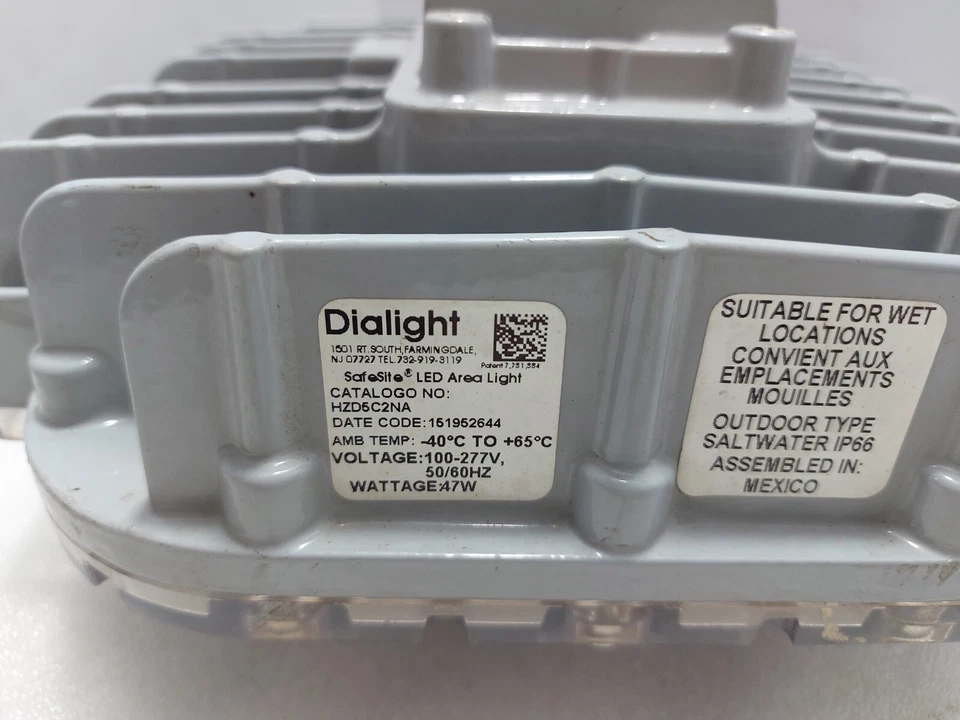 Dialight
1501 RT. SOUTH, FARMINGDALE,
NJ 07727 TEL.732-919-3119
Patent 7,731,384
SafeSite® LED Area Light
CATALOGO NO:
HZD5C2NA
DATE CODE:151952644
AMB TEMP: -40°C TO +65°C
VOLTAGE:100-277V,
50/60HZ
WATTAGE:47W
SUITABLE FOR WET
LOCATIONS
CONVIENT AUX
EMPLACEMENTS
MOUILLES
OUTDOOR TYPE
SALTWATER IP66
ASSEMBLED IN:
MEXICO